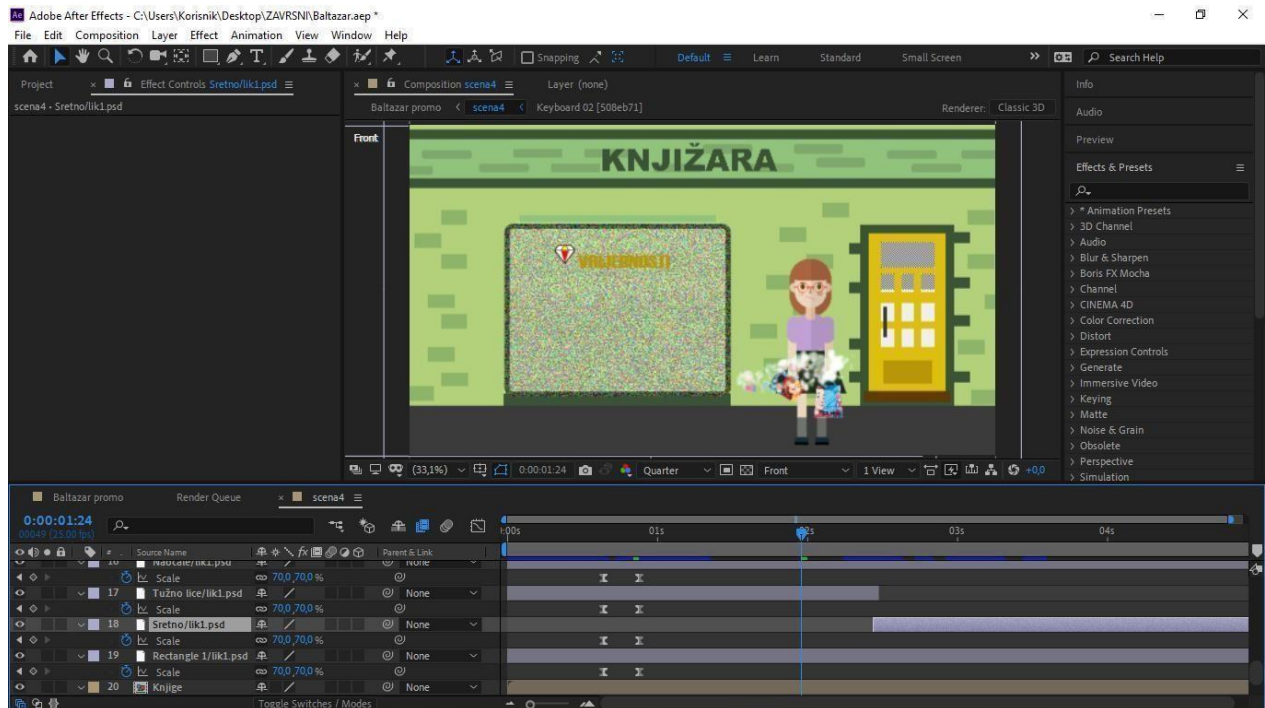 Ae Adobe After Effects - C:\Users\Korisnik\Desktop\ZAVRSNI\Baltazar.aep *
File Edit Composition Layer Effect Animation View Window Help
Snapping Default Learn Standard Small Screen Search Help
Project Effect Controls Sretno/lik1.psd Composition scena4 Layer (none) Info
scena4 • Sretno/lik1.psd Baltazar promo scena4 Keyboard 02 [508eb71] Renderer: Classic 3D
Audio
Front
Preview
KNJIŽARA
Effects & Presets
* Animation Presets
3D Channel
Audio
Blur & Sharpen
VRIJEDNOSTI
Boris FX Mocha
Channel
CINEMA 4D
Color Correction
Distort
Expression Controls
Generate
Immersive Video
Keying
Matte
Noise & Grain
Obsolete
Perspective
Simulation
(33,1%) 0:00:01:24 Quarter Front 1 View +0,0
Baltazar promo Render Queue scena4
0:00:01:24
00049 (25.00 fps)
:00s 01s 02s 03s 04s
# Source Name Parent & Link
16 Naočale/lik1.psd None
Scale 70,0,70,0 %
17 Tužno lice/lik1.psd None
Scale 70,0,70,0 %
18 Sretno/lik1.psd None
Scale 70,0,70,0 %
19 Rectangle 1/lik1.psd None
Scale 70,0,70,0 %
20 Knjige None
Toggle Switches / Modes